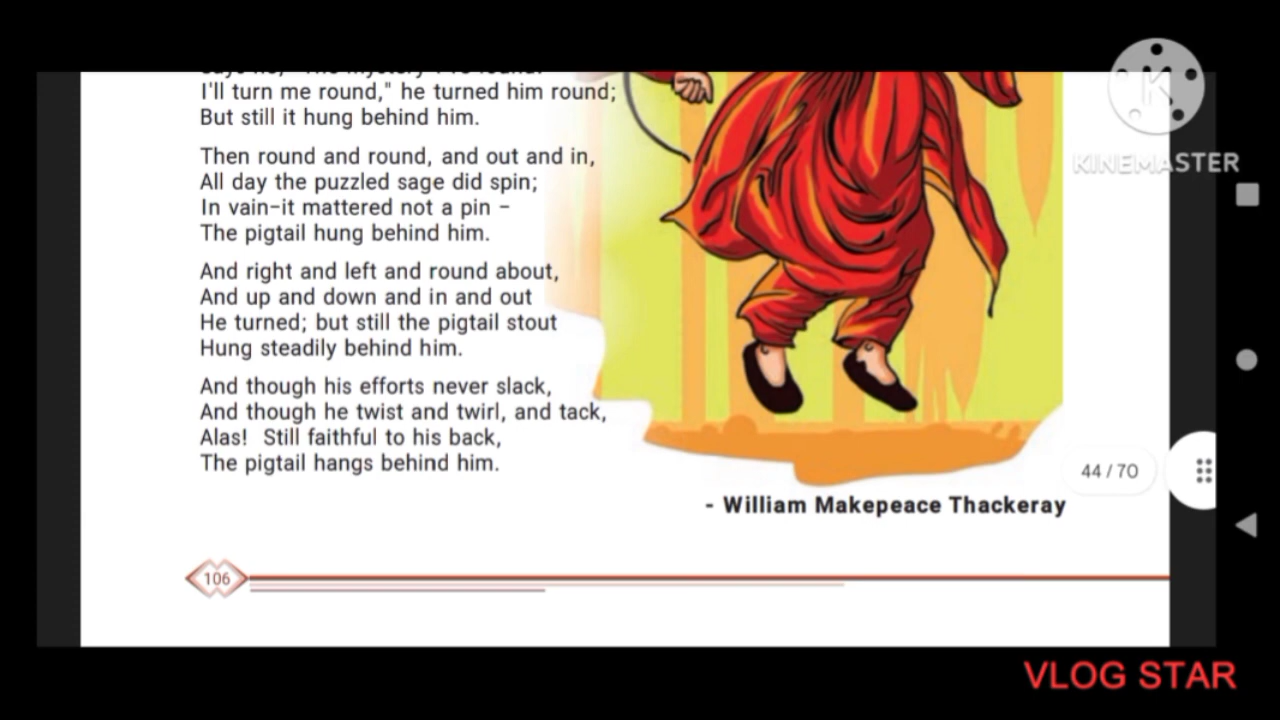 I'll turn me round," he turned him round;
But still it hung behind him.
Then round and round, and out and in,
All day the puzzled sage did spin;
In vain-it mattered not a pin -
The pigtail hung behind him.
And right and left and round about,
And up and down and in and out
He turned; but still the pigtail stout
Hung steadily behind him.
And though his efforts never slack,
And though he twist and twirl, and tack,
Alas! Still faithful to his back,
The pigtail hangs behind him.
- William Makepeace Thackeray
106
44 / 70
K
KINEMASTER
VLOG STAR